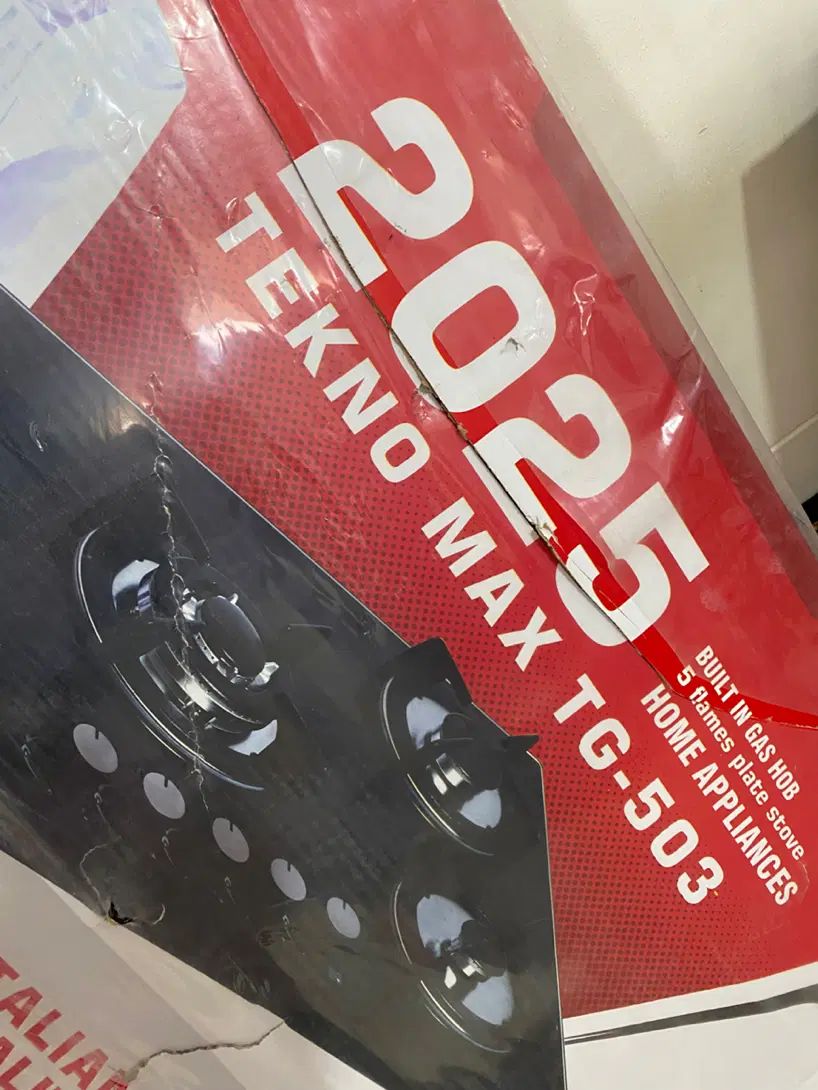 2025
TEKNO MAX TG-503
BUILT IN GAS HOB
5 flames plate stove
HOME APPLIANCES